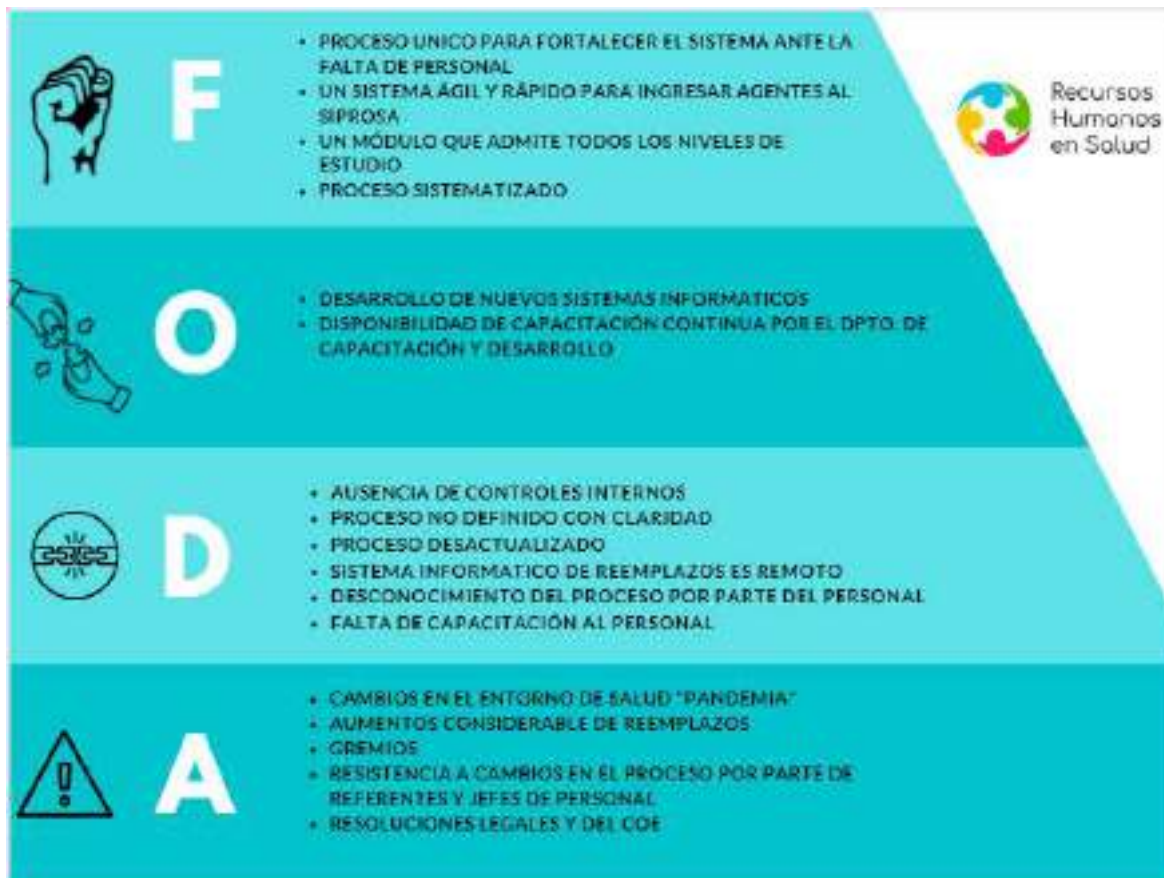 F
• PROCESO UNICO PARA FORTALECER EL SISTEMA ANTE LA
FALTA DE PERSONAL
• UN SISTEMA ÁGIL Y RÁPIDO PARA INGRESAR AGENTES AL
SIPROSA
• UN MÓDULO QUE ADMITE TODOS LOS NIVELES DE
ESTUDIO
• PROCESO SISTEMATIZADO
Recursos
Humanos
en Salud
O
• DESARROLLO DE NUEVOS SISTEMAS INFORMATICOS
• DISPONIBILIDAD DE CAPACITACIÓN CONTINUA POR EL DPTO. DE
CAPACITACIÓN Y DESARROLLO
D
• AUSENCIA DE CONTROLES INTERNOS
• PROCESO NO DEFINIDO CON CLARIDAD
• PROCESO DESACTUALIZADO
• SISTEMA INFORMATICO DE REEMPLAZOS ES REMOTO
• DESCONOCIMIENTO DEL PROCESO POR PARTE DEL PERSONAL
• FALTA DE CAPACITACIÓN AL PERSONAL
A
• CAMBIOS EN EL ENTORNO DE SALUD "PANDEMIA"
• AUMENTOS CONSIDERABLE DE REEMPLAZOS
• GREMIOS
• RESISTENCIA A CAMBIOS EN EL PROCESO POR PARTE DE
REFERENTES Y JEFES DE PERSONAL
• RESOLUCIONES LEGALES Y DEL COE